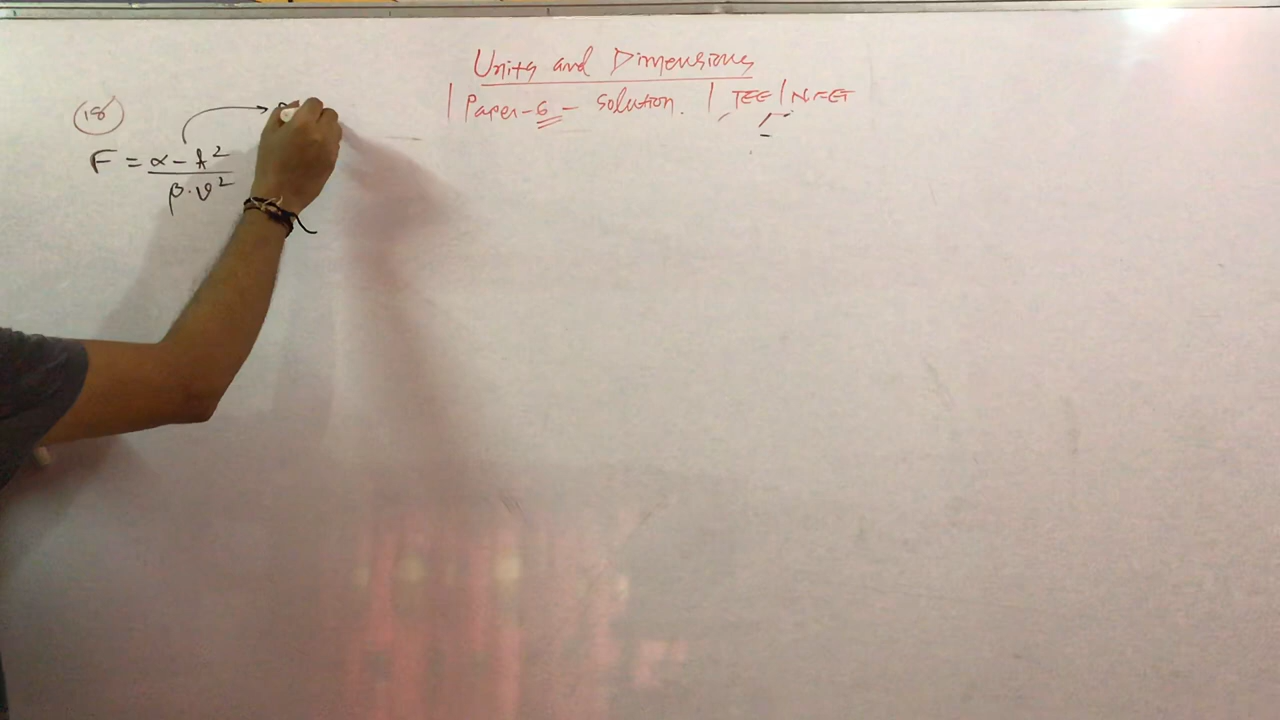 Units and Dimensions
| Paper-6 - Solution. | JEE | NEET
18
F = α - t²
β · v²